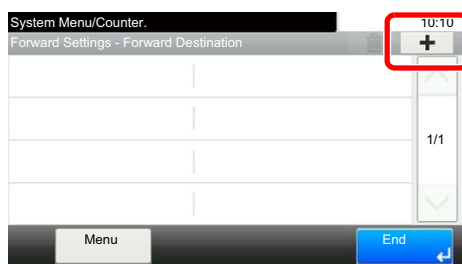 System Menu/Counter. 10:10
Forward Settings - Forward Destination
1/1
Menu End